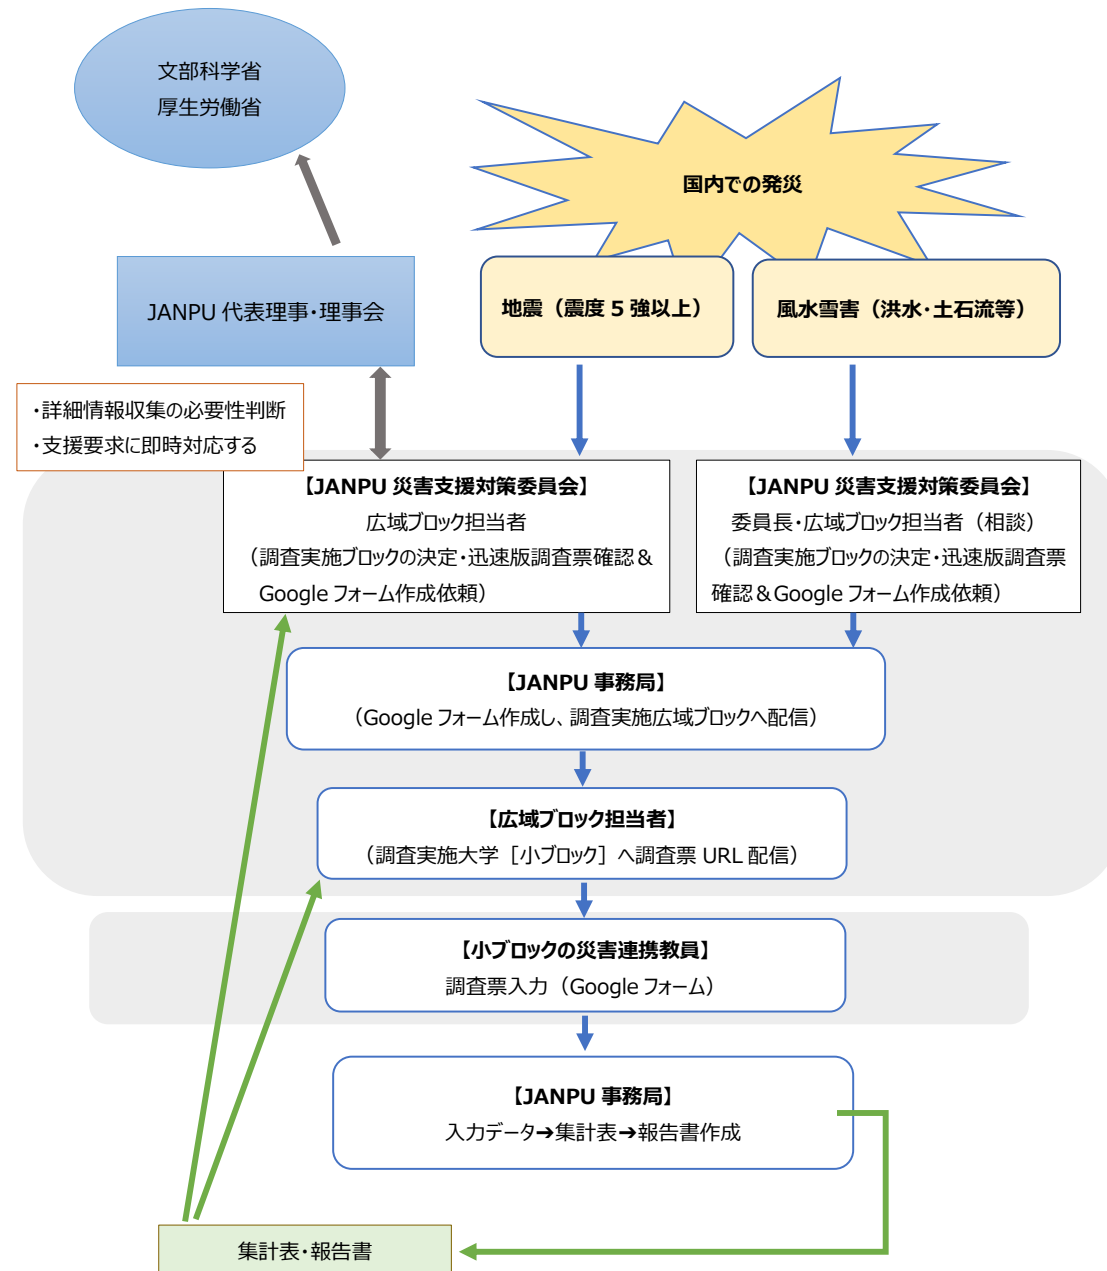 文部科学省
厚生労働省
国内での発災
JANPU 代表理事・理事会
地震（震度 5 強以上）
風水雪害（洪水・土石流等）
・詳細情報収集の必要性判断
・支援要求に即時対応する
【JANPU 災害支援対策委員会】
広域ブロック担当者
（調査実施ブロックの決定・迅速版調査票確認＆
Google フォーム作成依頼）
【JANPU 災害支援対策委員会】
委員長・広域ブロック担当者（相談）
（調査実施ブロックの決定・迅速版調査票
確認＆Google フォーム作成依頼）
【JANPU 事務局】
（Google フォーム作成し、調査実施広域ブロックへ配信）
【広域ブロック担当者】
（調査実施大学［小ブロック］へ調査票 URL 配信）
【小ブロックの災害連携教員】
調査票入力（Google フォーム）
【JANPU 事務局】
入力データ➔集計表➔報告書作成
集計表・報告書